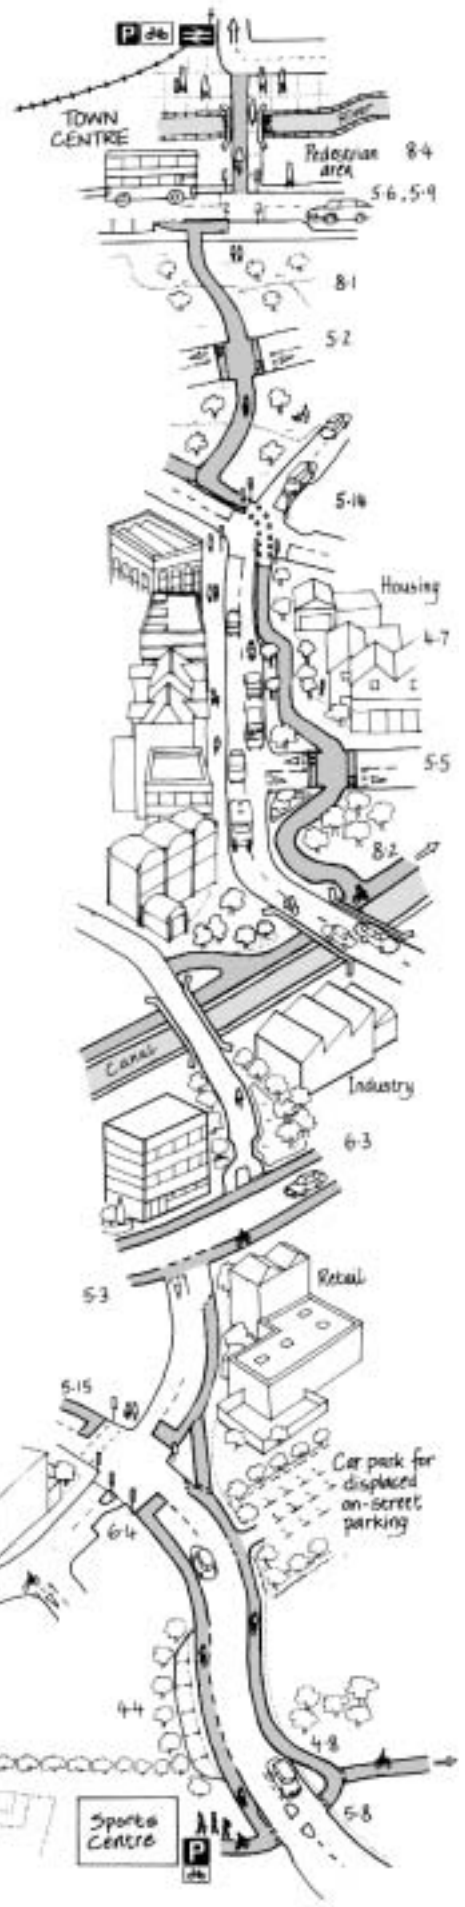 P
TOWN
CENTRE
River
Pedestrian
area
8·4
5·6, 5·9
8·1
5·2
5·14
Housing
4·7
5·5
8·2
Canal
Industry
6·3
5·3
Retail
5·15
Car park for
displaced
on-street
parking
6·4
4·4
4·8
5·8
Sports
Centre
P